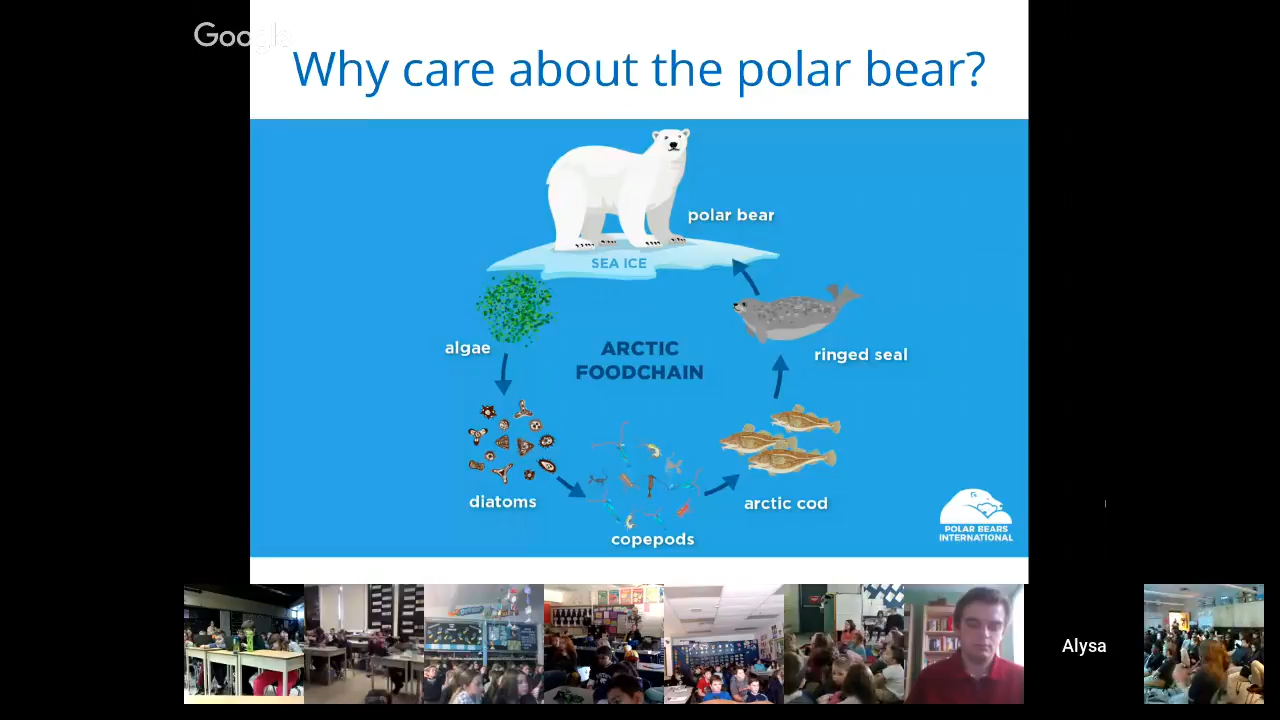 Google
Why care about the polar bear?
polar bear
SEA ICE
algae
ARCTIC
FOODCHAIN
ringed seal
diatoms
arctic cod
copepods
POLAR BEARS
INTERNATIONAL
Alysa